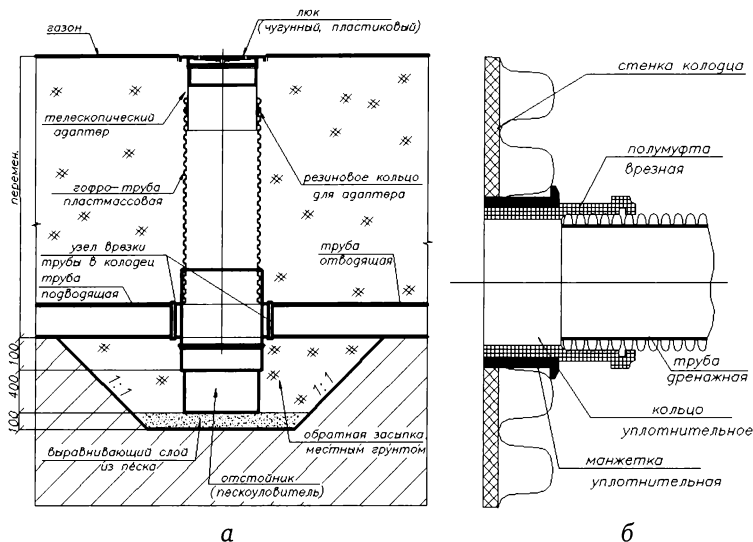 газон
люк
(чугунный, пластиковый)
телескопический
адаптер
гофро-труба
пластмассовая
резиновое кольцо
для адаптера
перемен.
узел врезки
трубы в колодец
труба
подводящая
труба
отводящая
100
400
100
1:1
1:1
выравнивающий слой
из песка
обратная засыпка
местным грунтом
отстойник
(пескоуловитель)
а
стенка колодца
полумуфта
врезная
труба
дренажная
кольцо
уплотнительное
манжетка
уплотнительная
б